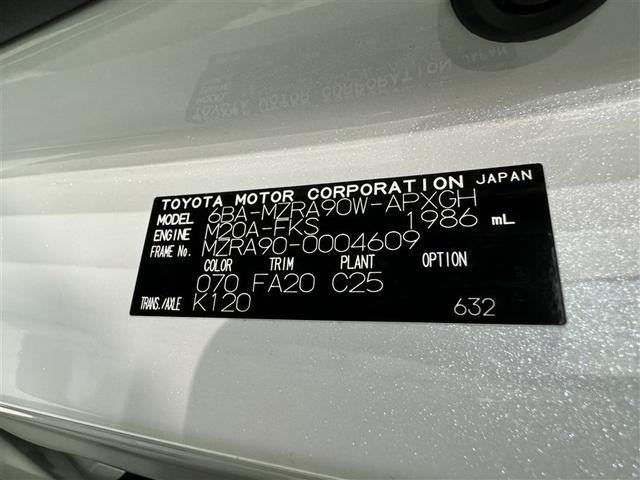 TOYOTA MOTOR CORPORATION JAPAN
MODEL 6BA-MZRA90W-APXGH
ENGINE M20A-FKS 1986 mL
FRAME No. MZRA90-0004609
COLOR TRIM PLANT OPTION
070 FA20 C25
TRANS./AXLE K120 632